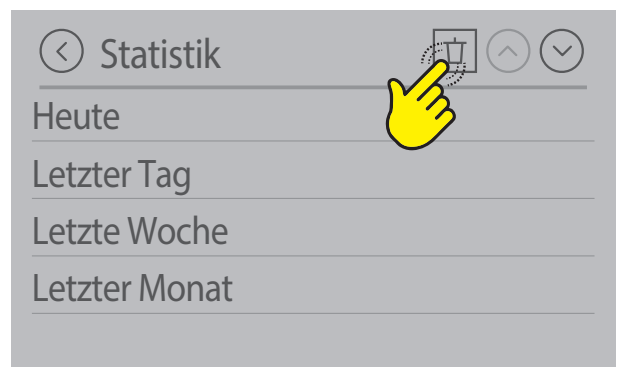 Statistik
Heute
Letzter Tag
Letzte Woche
Letzter Monat